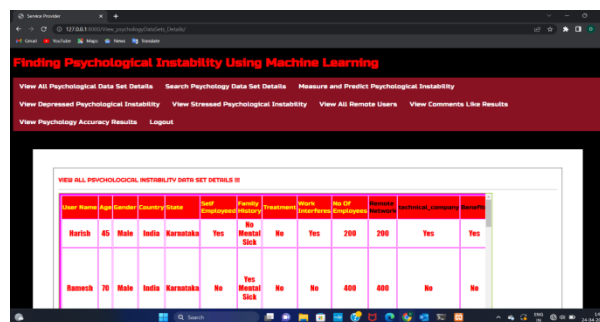 Service Provider
127.0.0.1:8000/View_psychologyDataSets_Details/
Gmail YouTube Maps News Translate
Finding Psychological Instability Using Machine Learning
View All Psychological Data Set Details Search Psychology Data Set Details Measure and Predict Psychological Instability
View Depressed Psychological Instability View Stressed Psychological Instability View All Remote Users View Comments Like Results
View Psychology Accuracy Results Logout
VIEW ALL PSYCHOLOGICAL INSTABILITY DATA SET DETAILS !!!
User Name Age Gender Country State Self Employeed Family History Treatment Work Interferes No Of Employees Remote Network technical_company Benefits
Harish 45 Male India Karnataka Yes No Mental Sick No Yes 200 200 Yes Yes
Ramesh 70 Male India Karnataka No Yes Mental Sick No No 400 400 No No
Search
ENG
IN